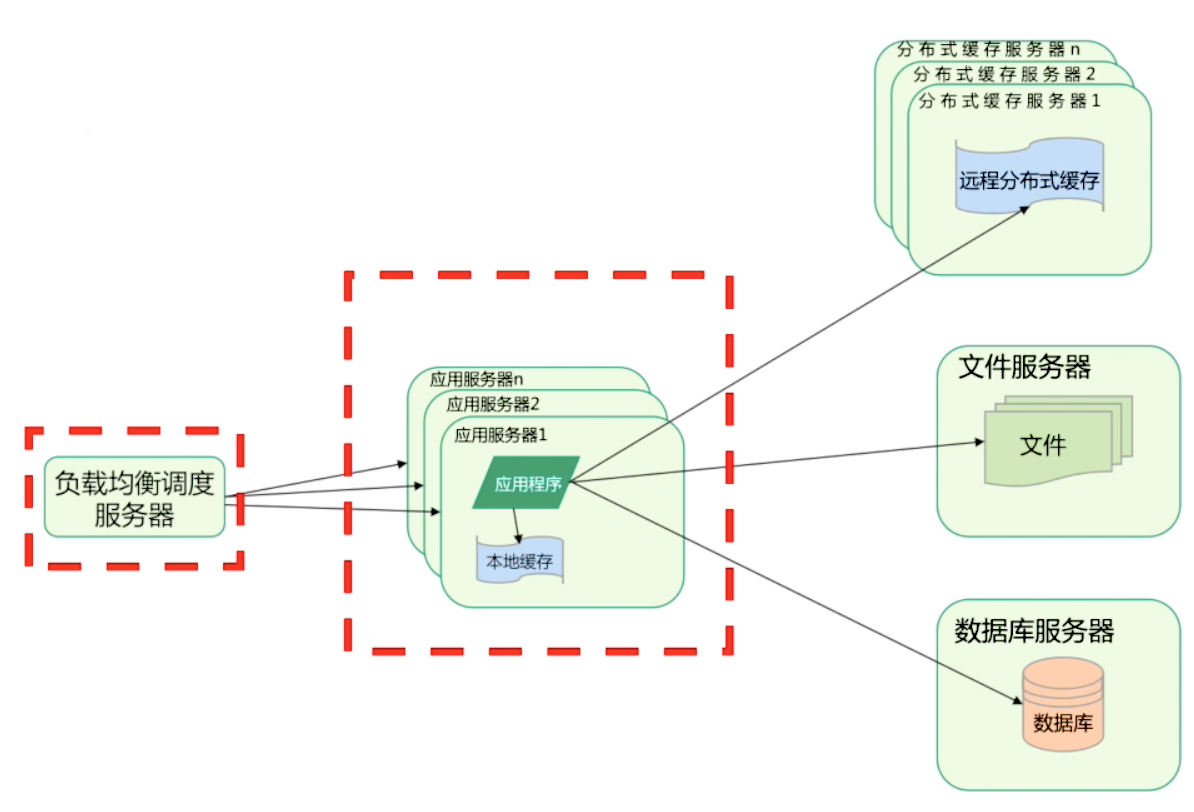 分布式缓存服务器n
分布式缓存服务器2
分布式缓存服务器1
远程分布式缓存
应用服务器n
应用服务器2
应用服务器1
应用程序
本地缓存
负载均衡调度
服务器
文件服务器
文件
数据库服务器
数据库